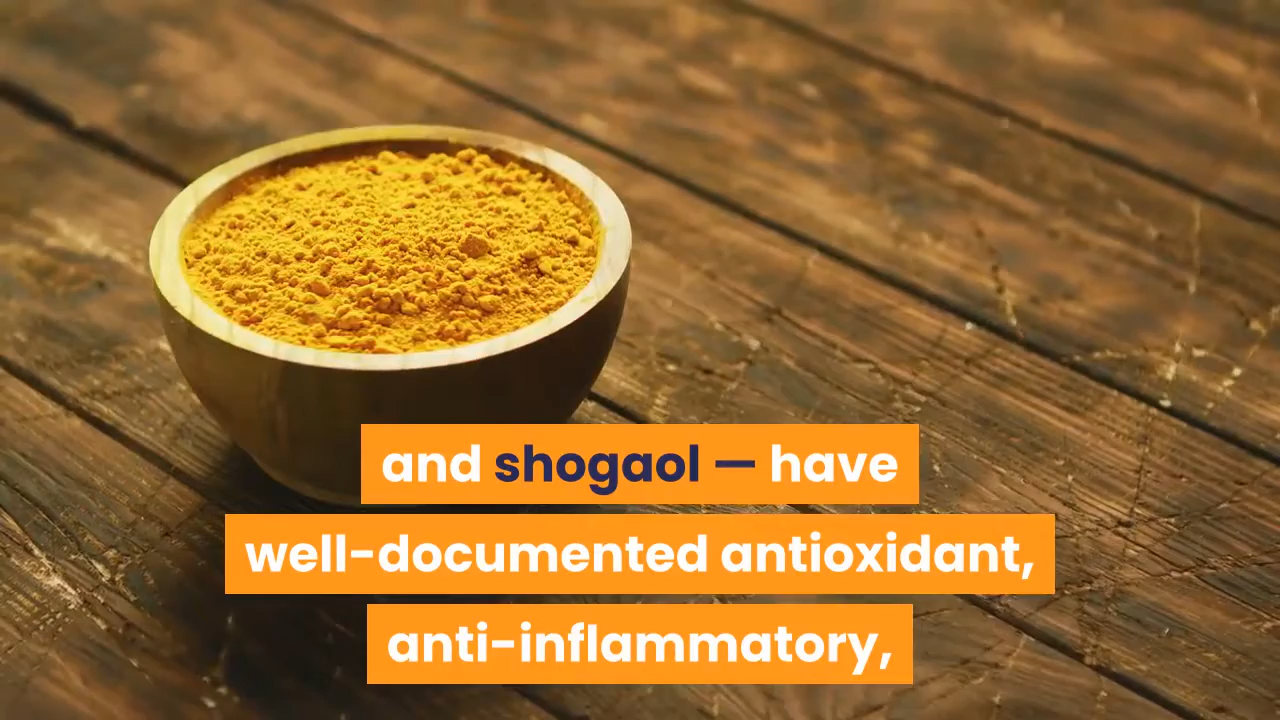 and shogaol — have
well-documented antioxidant,
anti-inflammatory,